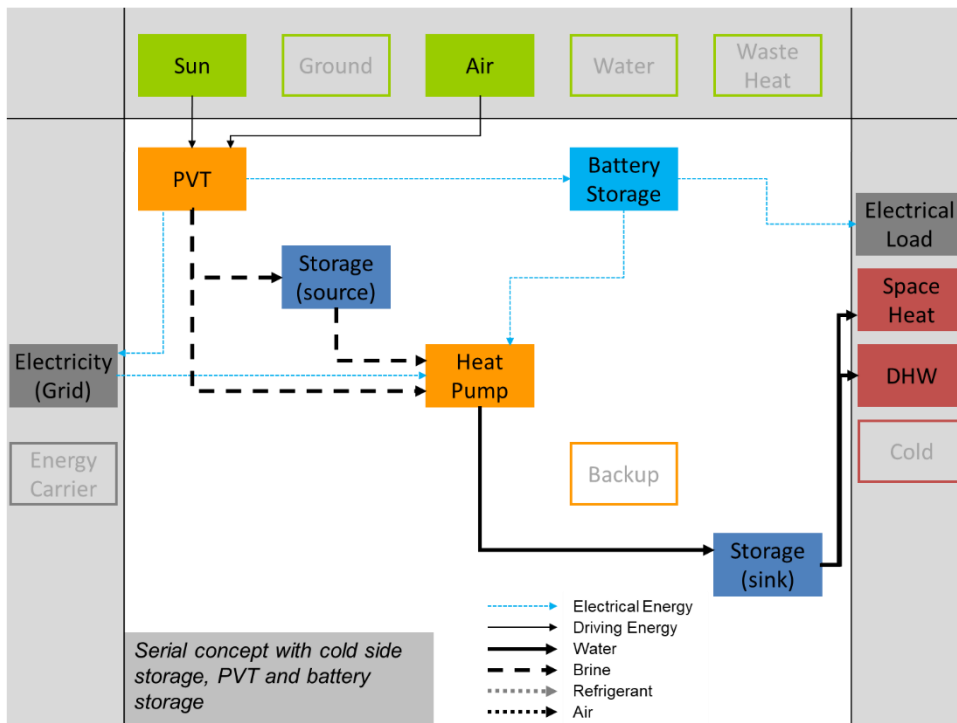 Sun
Ground
Air
Water
Waste
Heat
PVT
Battery
Storage
Electrical
Load
Storage
(source)
Space
Heat
Electricity
(Grid)
Heat
Pump
DHW
Energy
Carrier
Backup
Cold
Storage
(sink)
Electrical Energy
Driving Energy
Water
Brine
Refrigerant
Air
Serial concept with cold side
storage, PVT and battery
storage